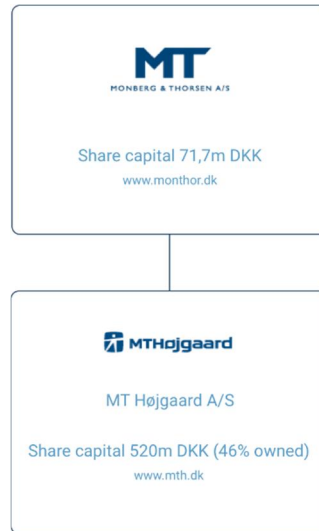 MT
MONBERG & THORSEN A/S
Share capital 71,7m DKK
www.monthor.dk
MTHøjgaard
MT Højgaard A/S
Share capital 520m DKK (46% owned)
www.mth.dk